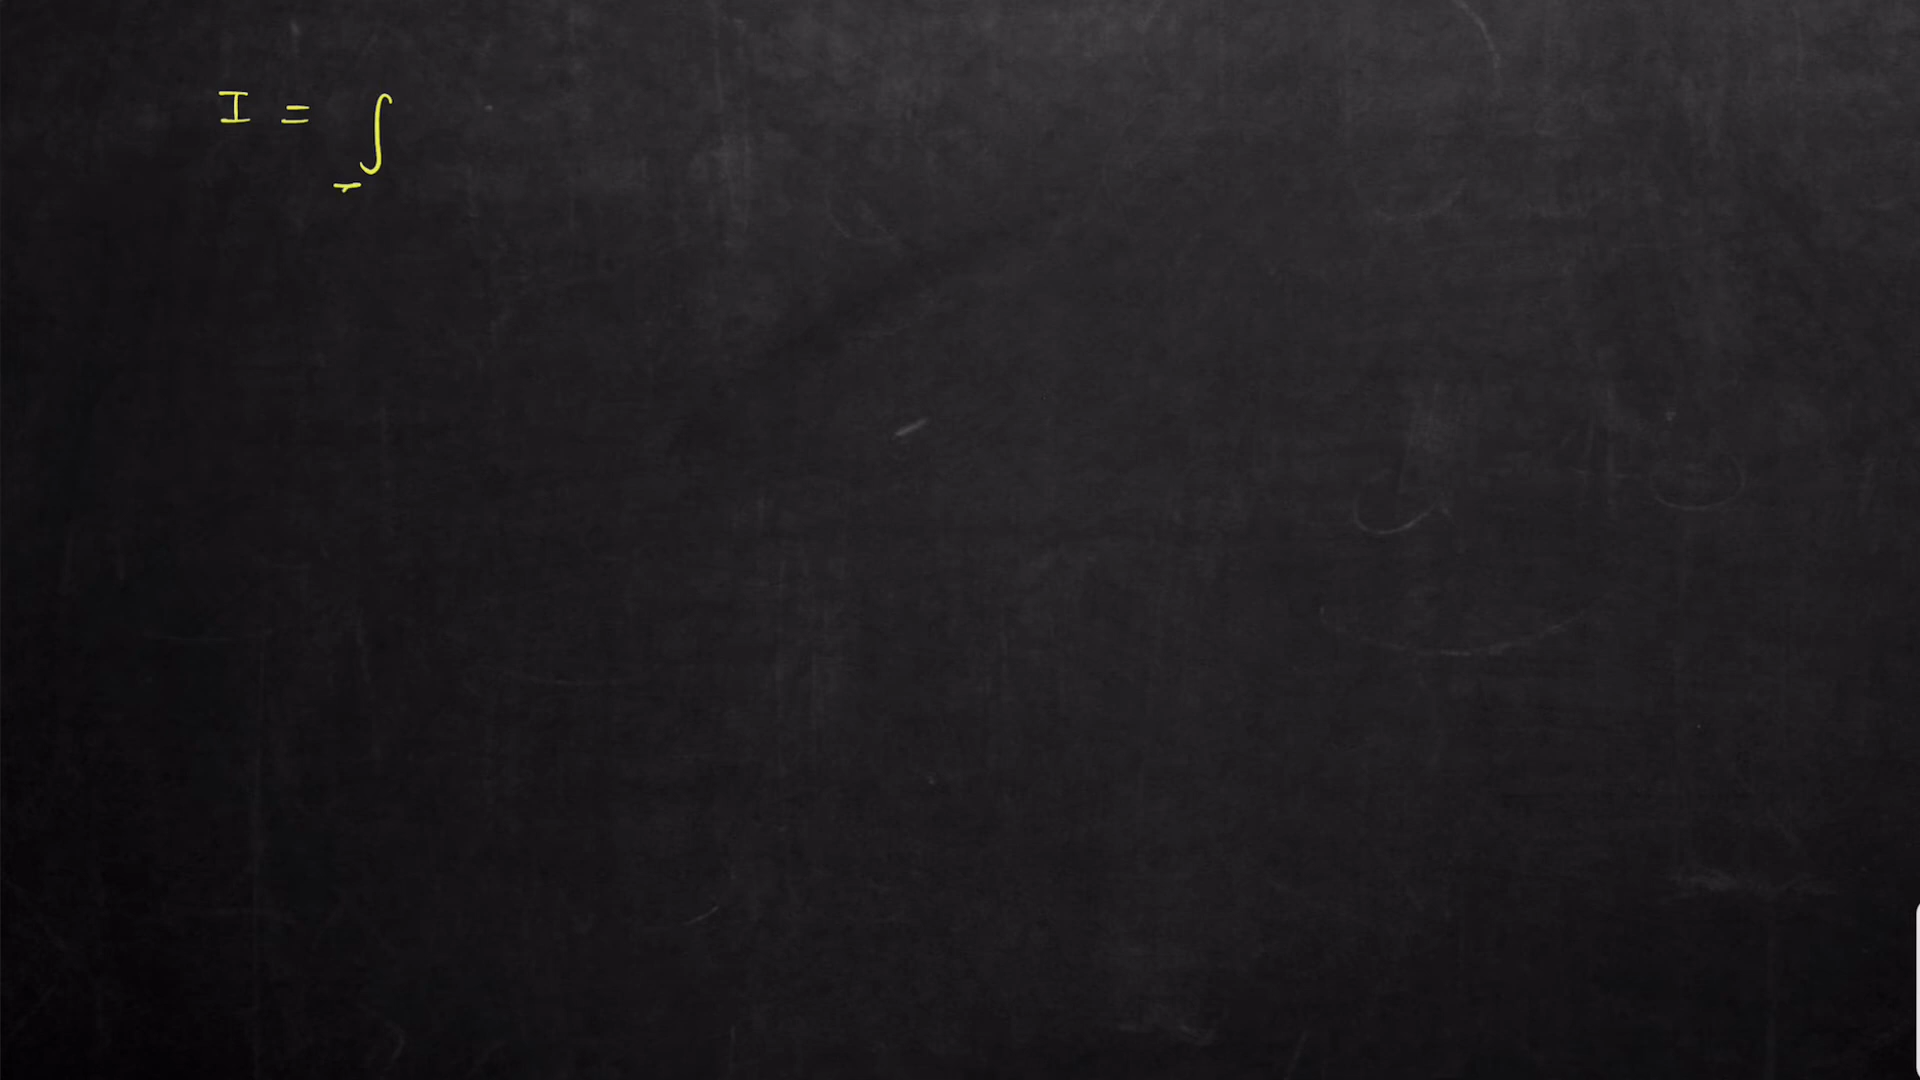 I = ∫